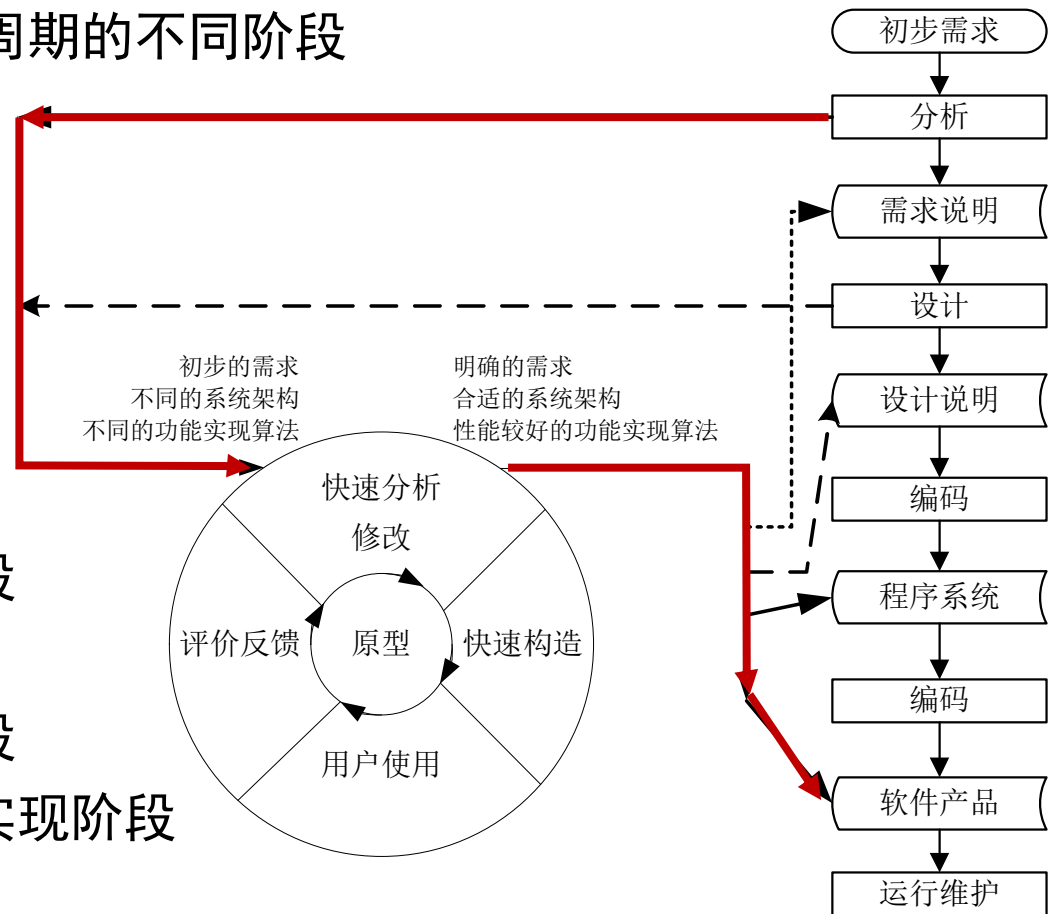 周期的不同阶段
初步需求
分析
需求说明
设计
初步的需求
不同的系统架构
不同的功能实现算法
明确的需求
合适的系统架构
性能较好的功能实现算法
设计说明
快速分析
修改
编码
段
程序系统
评价反馈
原型
快速构造
编码
段
用户使用
实现阶段
软件产品
运行维护